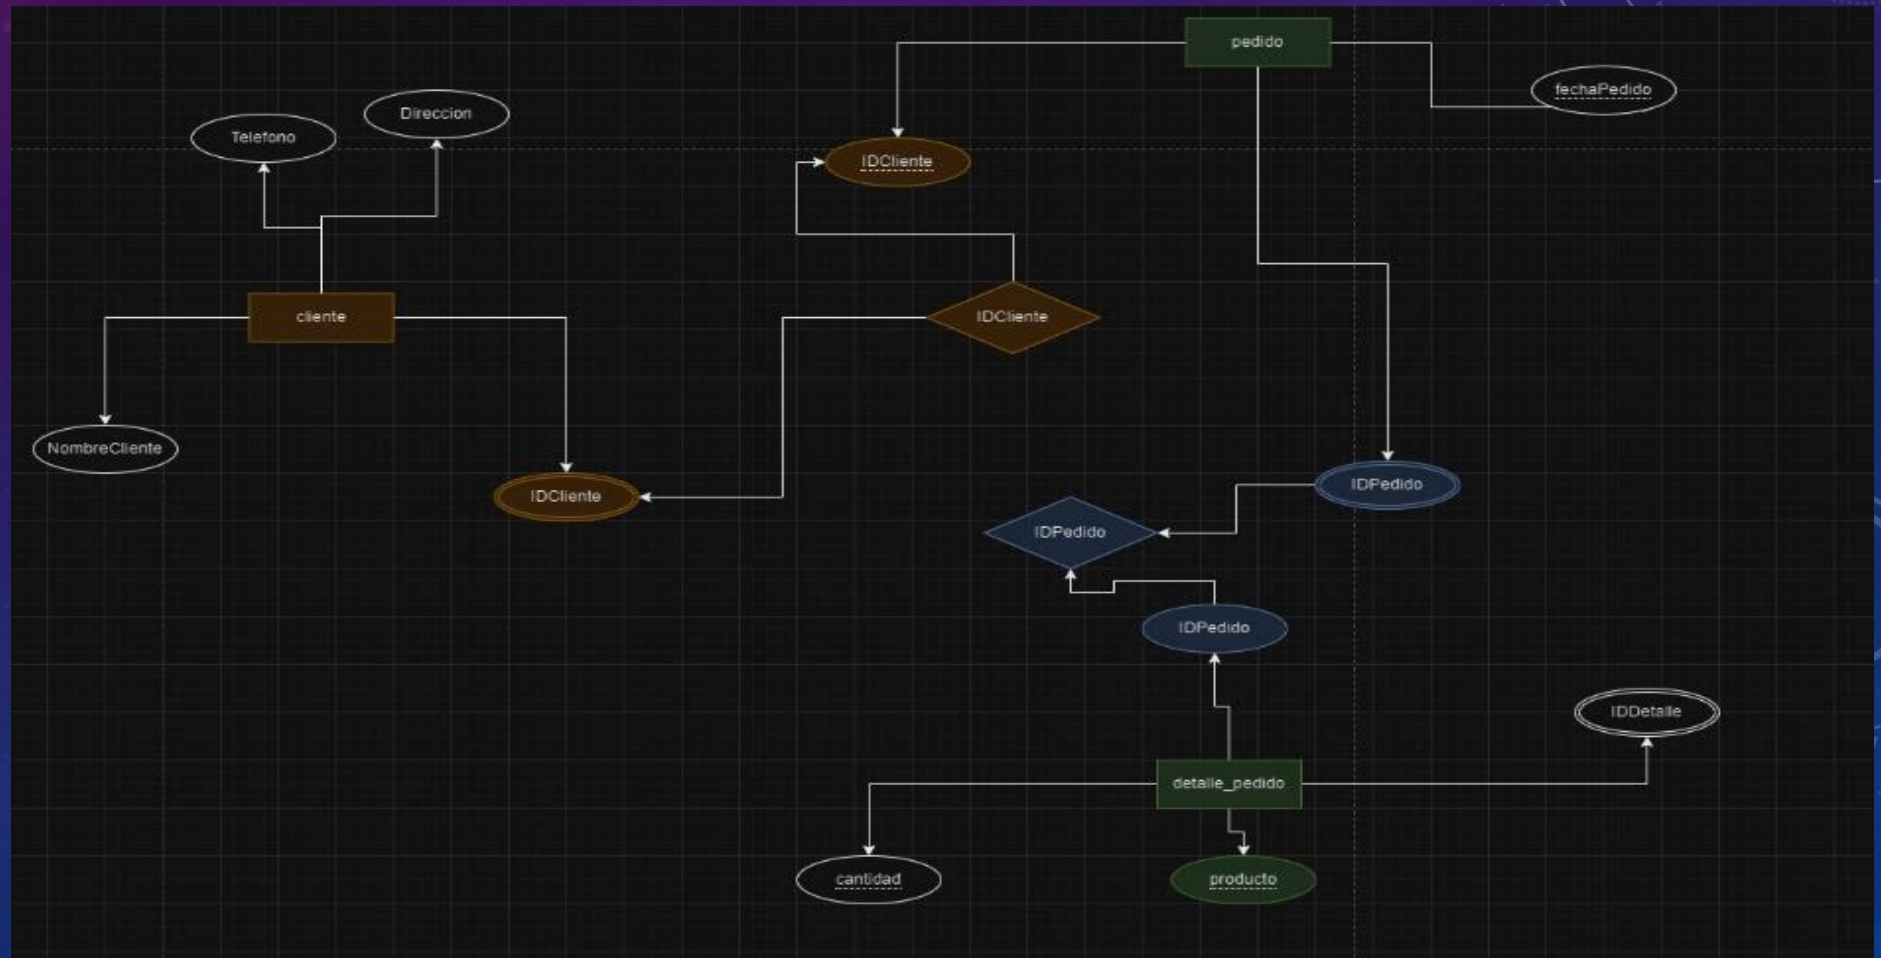 pedido
fechaPedido
Direccion
Telefono
IDCliente
cliente
IDCliente
NombreCliente
IDCliente
IDPedido
IDPedido
IDPedido
IDDetalle
detalle_pedido
cantidad
producto